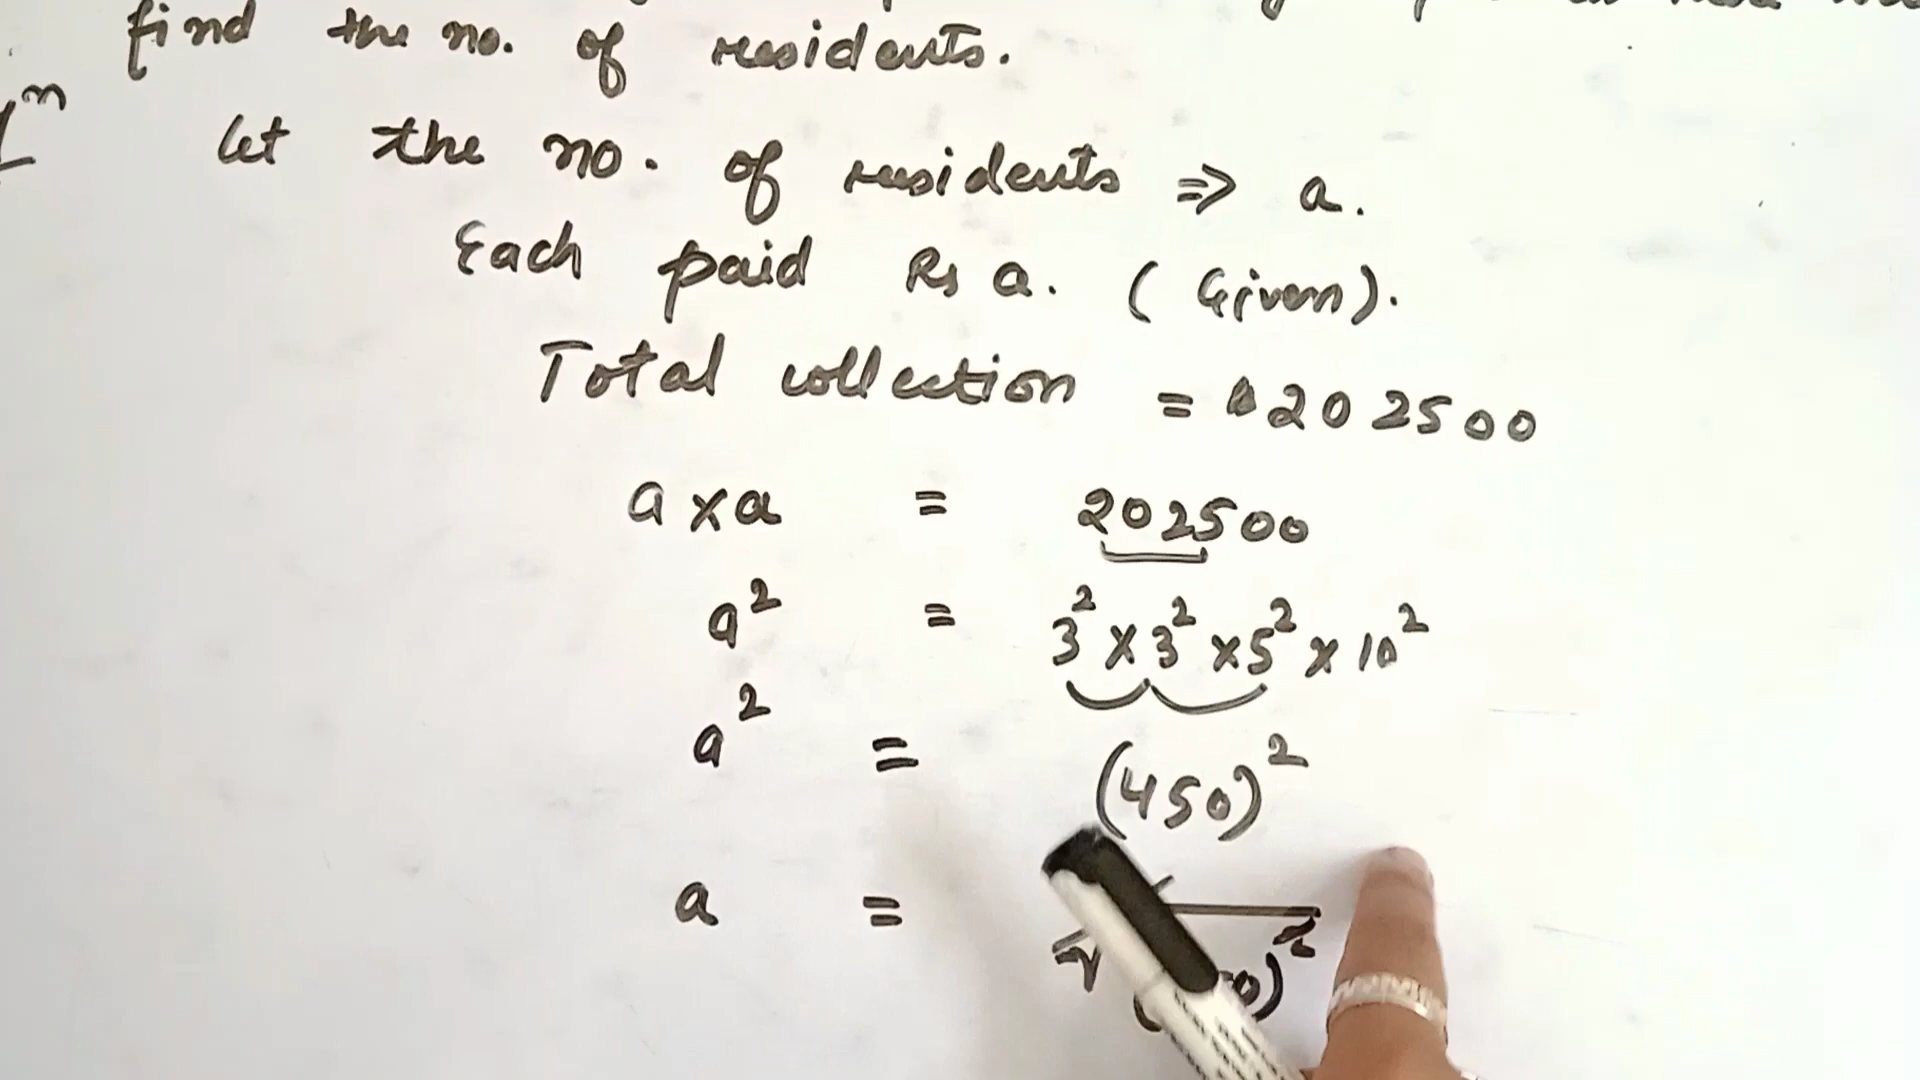 find the no. of residents.
let the no. of residents ⇒ a.
Each paid Rs a. ( Given ).
Total collection = 202500
a x a = 202500
a² = 3² x 3² x 5² x 10²
a² = (450)²
a =